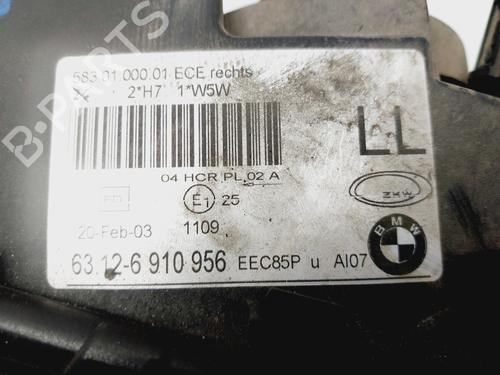 583.01.000.01 ECE rechts
2*H7 1*W5W
LL
04 HCR PL 02 A
E1 25
ZKW
20-Feb-03 1109
BMW
63.12-6 910 956 EEC85P u AI07
B-PARTS